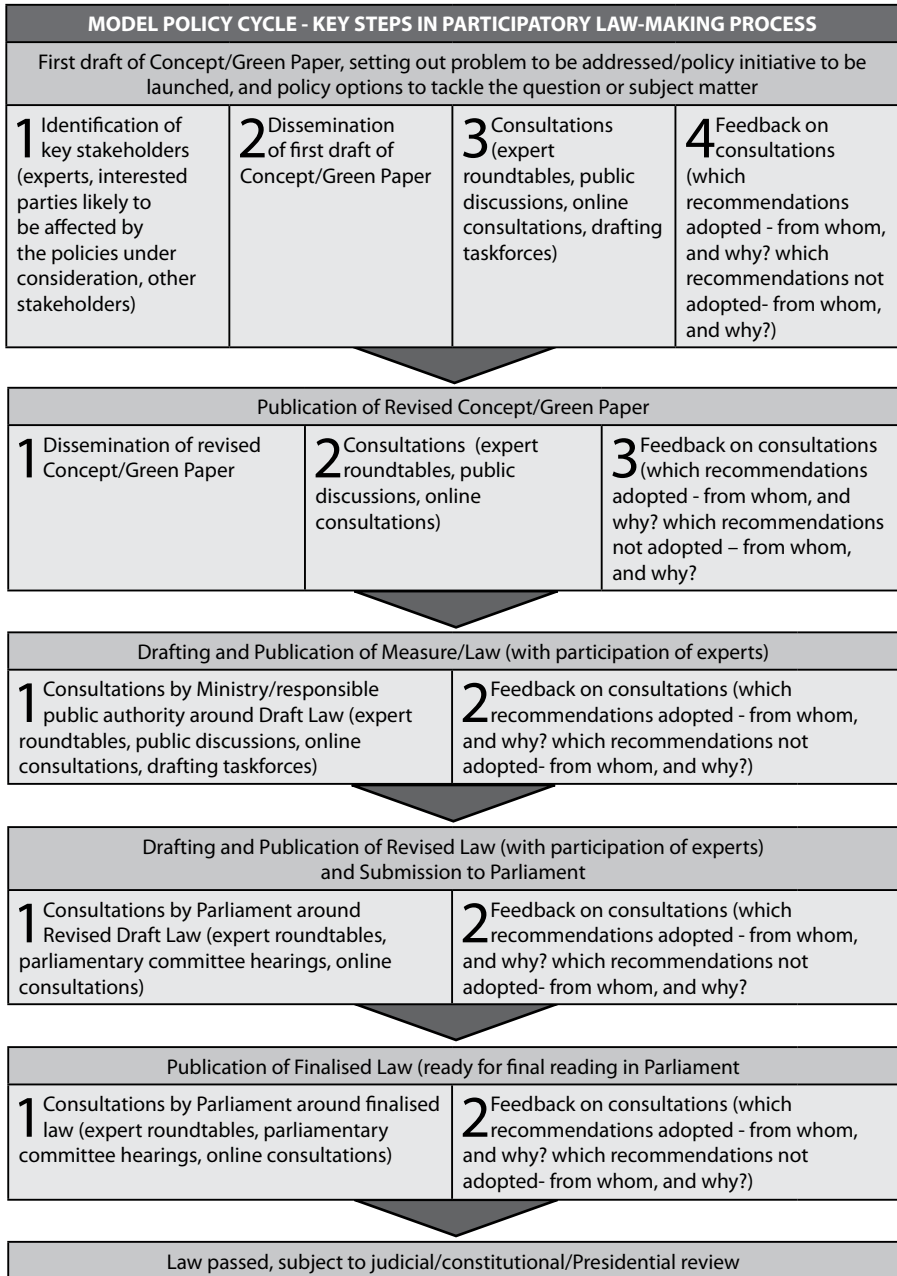 MODEL POLICY CYCLE - KEY STEPS IN PARTICIPATORY LAW-MAKING PROCESS
First draft of Concept/Green Paper, setting out problem to be addressed/policy initiative to be
launched, and policy options to tackle the question or subject matter
1 Identification of
key stakeholders
(experts, interested
parties likely to
be affected by
the policies under
consideration, other
stakeholders)
2 Dissemination
of first draft of
Concept/Green Paper
3 Consultations
(expert
roundtables, public
discussions, online
consultations, drafting
taskforces)
4 Feedback on
consultations
(which
recommendations
adopted - from whom,
and why? which
recommendations not
adopted- from whom,
and why?)
Publication of Revised Concept/Green Paper
1 Dissemination of revised
Concept/Green Paper
2 Consultations (expert
roundtables, public
discussions, online
consultations)
3 Feedback on consultations
(which recommendations
adopted - from whom, and
why? which recommendations
not adopted – from whom,
and why?
Drafting and Publication of Measure/Law (with participation of experts)
1 Consultations by Ministry/responsible
public authority around Draft Law (expert
roundtables, public discussions, online
consultations, drafting taskforces)
2 Feedback on consultations (which
recommendations adopted - from whom,
and why? which recommendations not
adopted- from whom, and why?)
Drafting and Publication of Revised Law (with participation of experts)
and Submission to Parliament
1 Consultations by Parliament around
Revised Draft Law (expert roundtables,
parliamentary committee hearings, online
consultations)
2 Feedback on consultations (which
recommendations adopted - from whom,
and why? which recommendations not
adopted- from whom, and why?
Publication of Finalised Law (ready for final reading in Parliament
1 Consultations by Parliament around finalised
law (expert roundtables, parliamentary
committee hearings, online consultations)
2 Feedback on consultations (which
recommendations adopted - from whom,
and why? which recommendations not
adopted- from whom, and why?)
Law passed, subject to judicial/constitutional/Presidential review